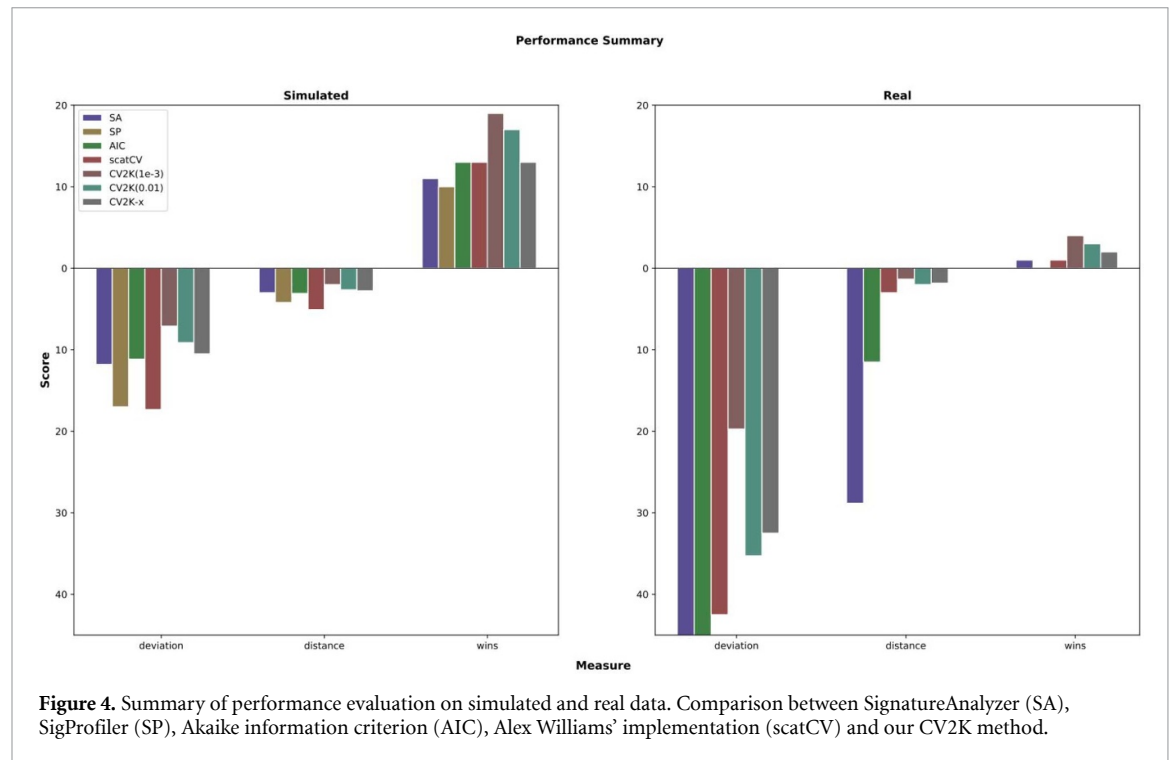 Performance Summary
Simulated
Real
20
10
0
10
20
30
40
Score
SA
SP
AIC
scatCV
CV2K(1e-3)
CV2K(0.01)
CV2K-x
deviation
distance
wins
20
10
0
10
20
30
40
deviation
distance
wins
Measure
Figure 4. Summary of performance evaluation on simulated and real data. Comparison between SignatureAnalyzer (SA),
SigProfiler (SP), Akaike information criterion (AIC), Alex Williams' implementation (scatCV) and our CV2K method.